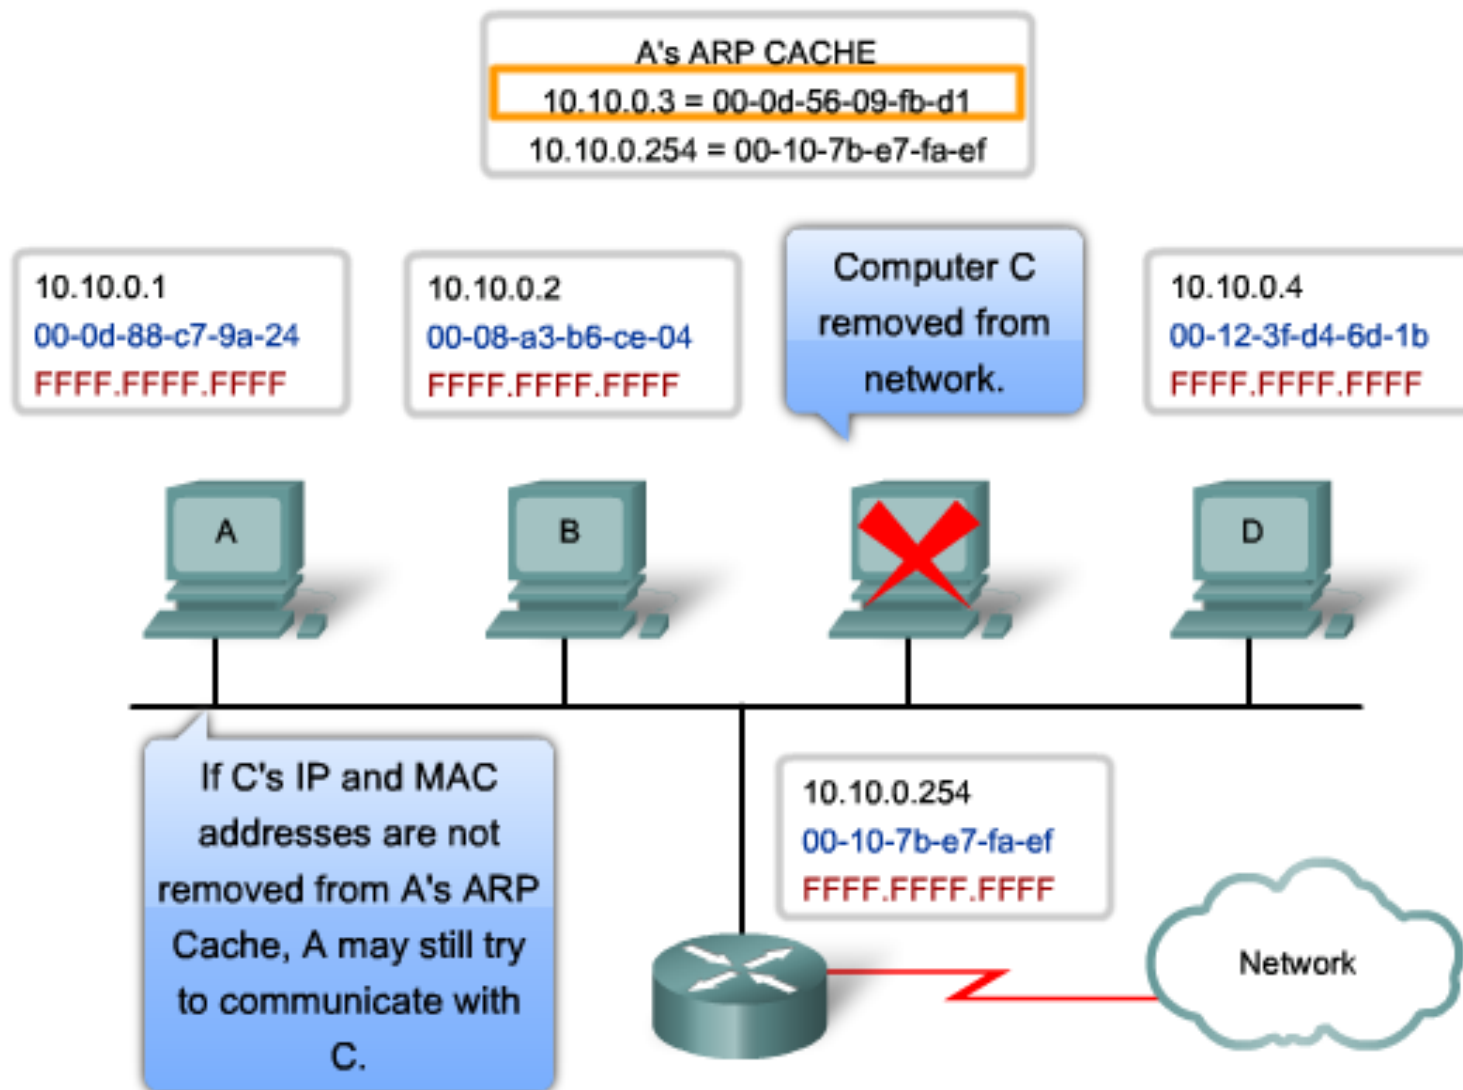 A's ARP CACHE
10.10.0.3 = 00-0d-56-09-fb-d1
10.10.0.254 = 00-10-7b-e7-fa-ef
10.10.0.1
00-0d-88-c7-9a-24
FFFF.FFFF.FFFF
10.10.0.2
00-08-a3-b6-ce-04
FFFF.FFFF.FFFF
Computer C
removed from
network.
10.10.0.4
00-12-3f-d4-6d-1b
FFFF.FFFF.FFFF
A
B
D
If C's IP and MAC
addresses are not
removed from A's ARP
Cache, A may still try
to communicate with
C.
10.10.0.254
00-10-7b-e7-fa-ef
FFFF.FFFF.FFFF
Network